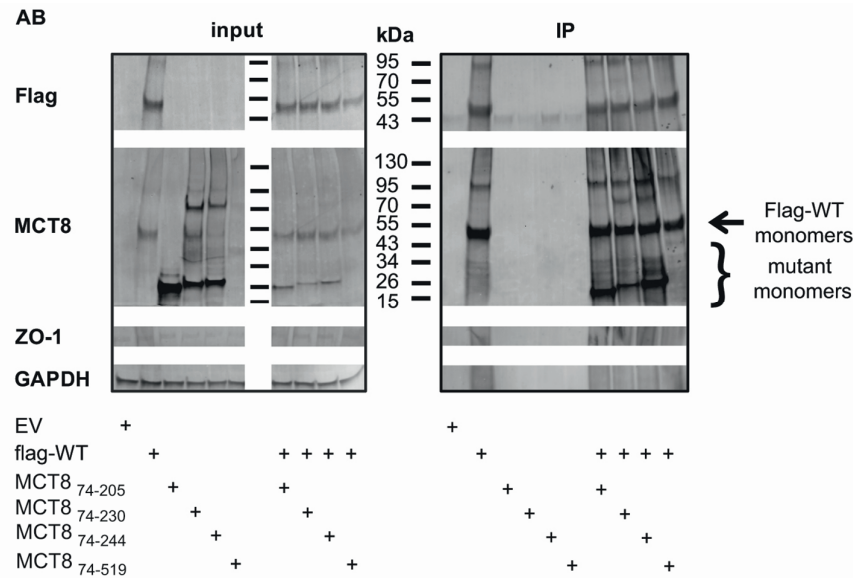 AB
input
kDa
IP
Flag
95
70
55
43
MCT8
130
95
70
55
43
34
26
15
Flag-WT
monomers
mutant
monomers
ZO-1
GAPDH
EV + +
flag-WT + + + + + + + + + +
MCT8 74-205 + + + +
MCT8 74-230 + + + +
MCT8 74-244 + + + +
MCT8 74-519 + + + +